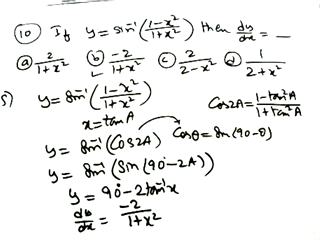 (10) If y = sin⁻¹((1-x²)/(1+x²)) then dy/dx = __
(a) 2/(1+x²) (b) -2/(1+x²) (c) 2/(2-x²) (d) 1/(2+x²)
s) y = sin⁻¹((1-x²)/(1+x²))
Cos2A = (1-tan²A)/(1+tan²A)
x = tanA
y = sin⁻¹(Cos2A) Cosθ = Sin(90-θ)
y = sin⁻¹(Sin(90°-2A))
y = 90°-2tan⁻¹x
dy/dx = -2/(1+x²)